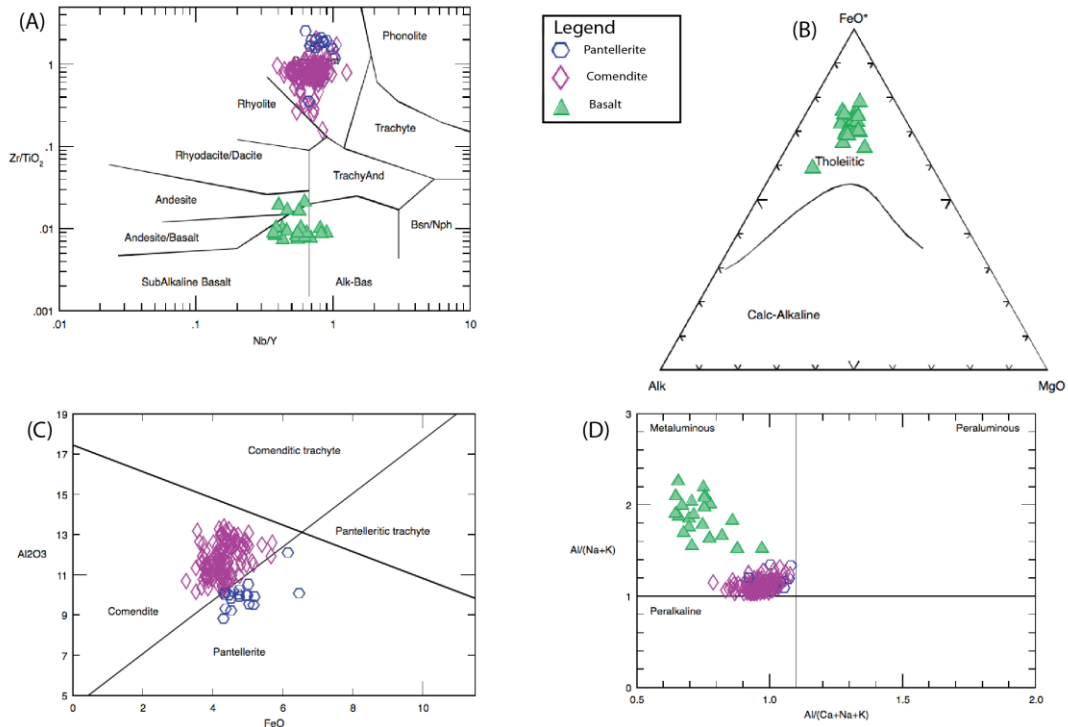 (A)
1
.1
.01
.001
Zr/TiO2
.01
.1
1
10
Nb/Y
Phonolite
Rhyolite
Trachyte
Rhyodacite/Dacite
TrachyAnd
Andesite
Andesite/Basalt
Bsn/Nph
SubAlkaline Basalt
Alk-Bas
Legend
Pantellerite
Comendite
Basalt
(B)
FeO*
Tholeiitic
Calc-Alkaline
Alk
MgO
(C)
19
17
15
13
11
9
7
5
Al2O3
0
2
4
6
8
10
FeO
Comenditic trachyte
Pantelleritic trachyte
Comendite
Pantellerite
(D)
3
2
1
0
Al/(Na+K)
Metaluminous
Peraluminous
Peralkaline
0.5
1.0
1.5
2.0
Al/(Ca+Na+K)